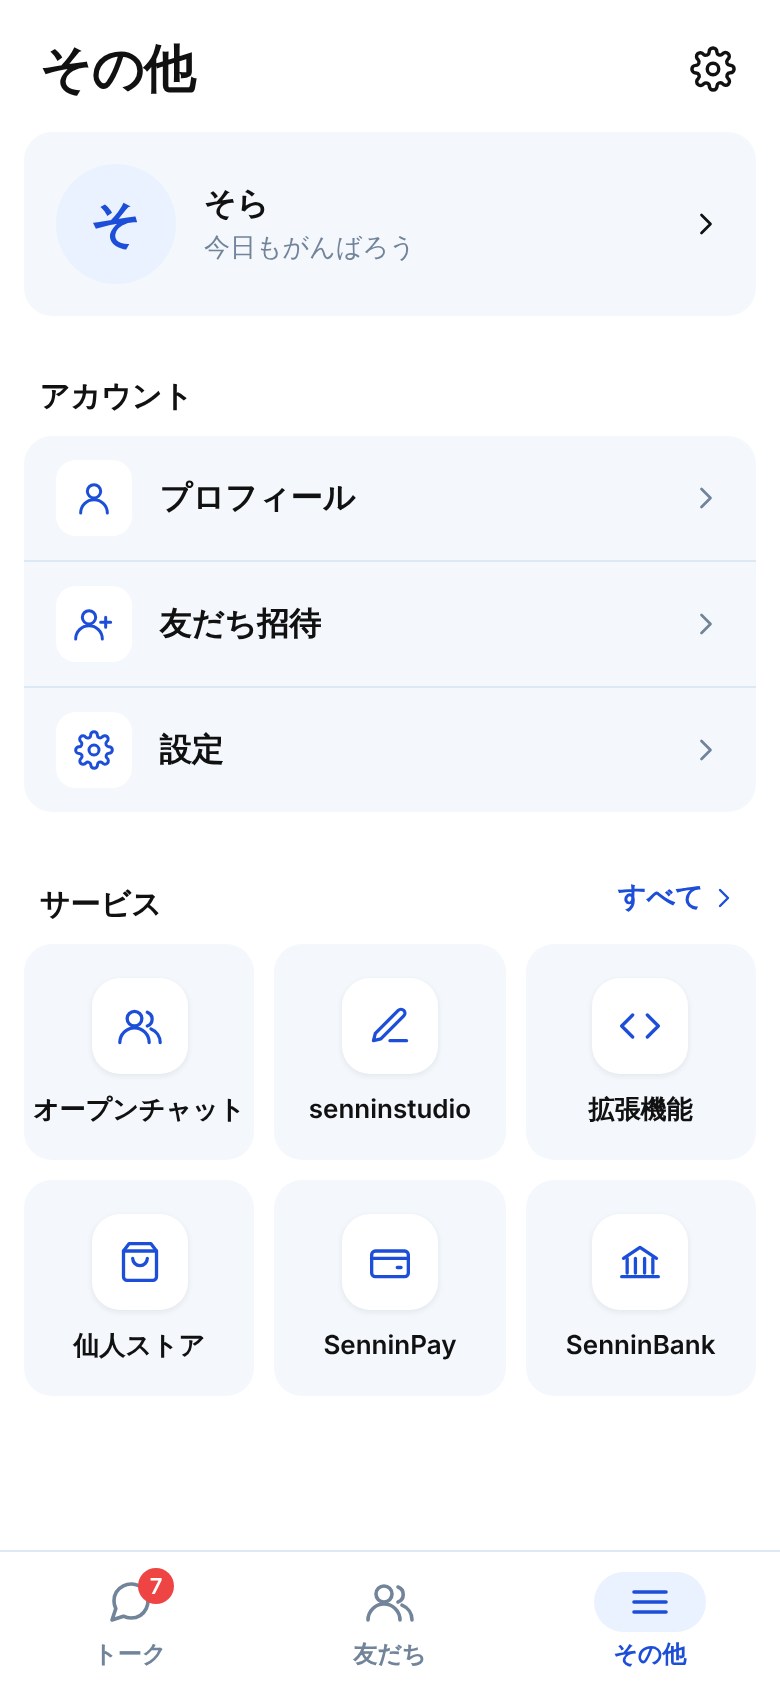 その他
そ
そら
今日もがんばろう
アカウント
プロフィール
友だち招待
設定
サービス
すべて
オープンチャット
senninstudio
拡張機能
仙人ストア
SenninPay
SenninBank
7
トーク
友だち
その他